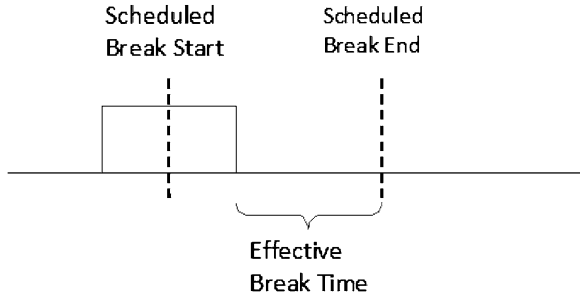 Scheduled
Break Start
Scheduled
Break End
Effective
Break Time